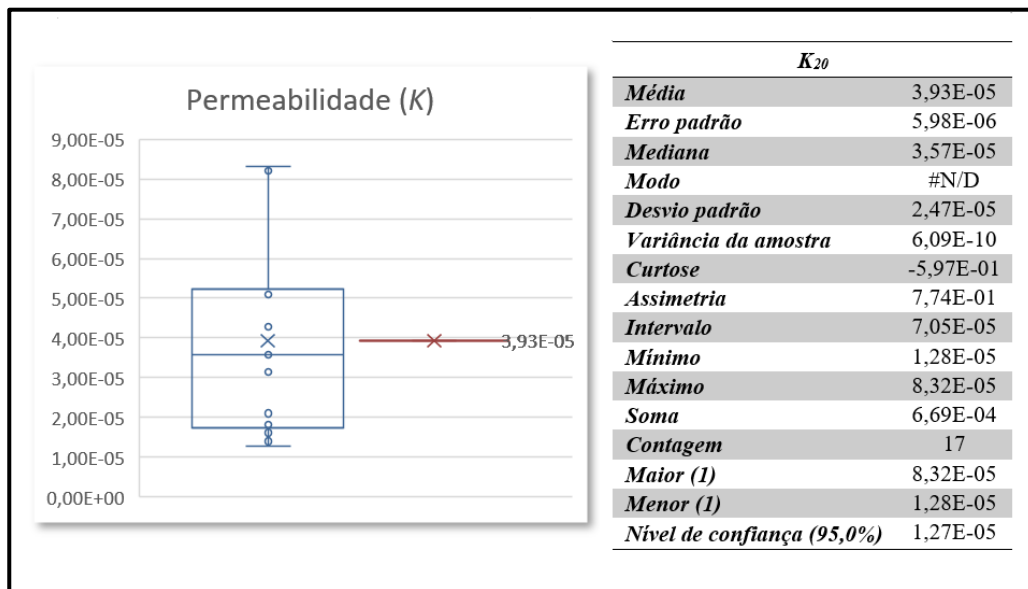 Permeabilidade (K)
9,00E-05
8,00E-05
7,00E-05
6,00E-05
5,00E-05
4,00E-05
3,00E-05
2,00E-05
1,00E-05
0,00E+00
3,93E-05
K20
Média 3,93E-05
Erro padrão 5,98E-06
Mediana 3,57E-05
Modo #N/D
Desvio padrão 2,47E-05
Variância da amostra 6,09E-10
Curtose -5,97E-01
Assimetria 7,74E-01
Intervalo 7,05E-05
Mínimo 1,28E-05
Máximo 8,32E-05
Soma 6,69E-04
Contagem 17
Maior (1) 8,32E-05
Menor (1) 1,28E-05
Nível de confiança (95,0%) 1,27E-05